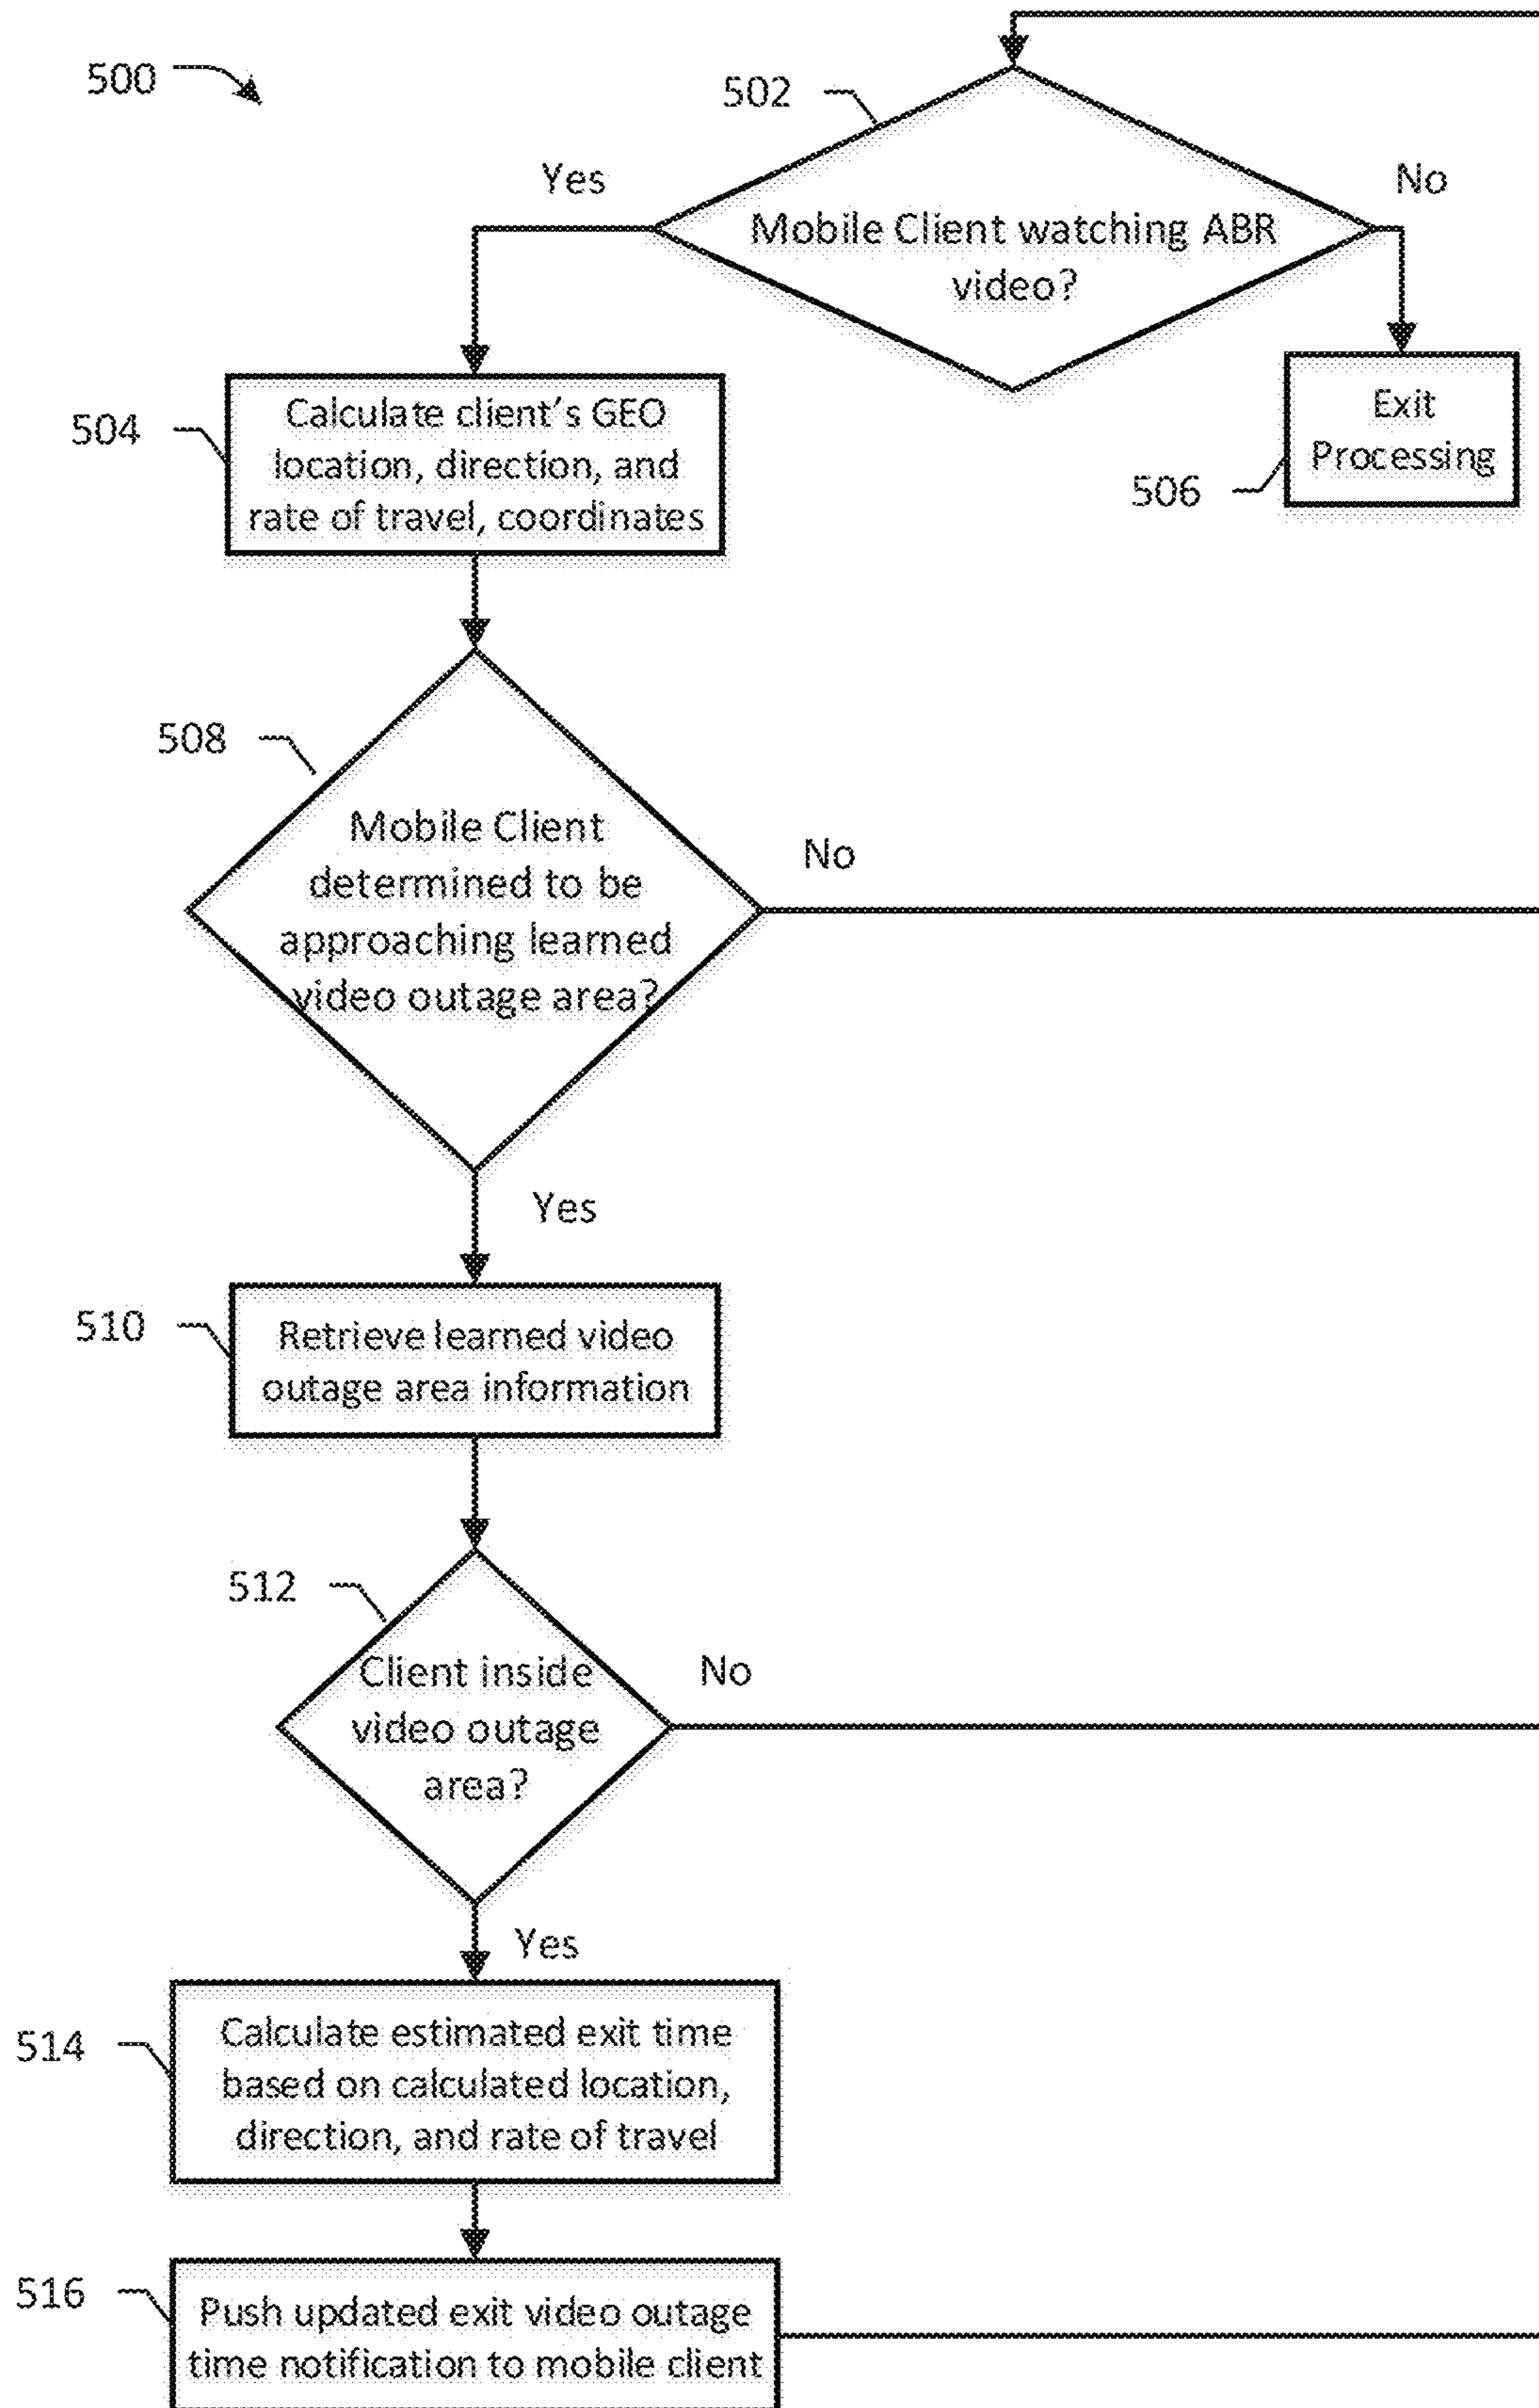 500
502
Yes
No
Mobile Client watching ABR
video?
504
Calculate client's GEO
location, direction, and
rate of travel, coordinates
Exit
Processing
506
508
Mobile Client
determined to be
approaching learned
video outage area?
No
Yes
510
Retrieve learned video
outage area information
512
Client inside
video outage
area?
No
Yes
514
Calculate estimated exit time
based on calculated location,
direction, and rate of travel
516
Push updated exit video outage
time notification to mobile client